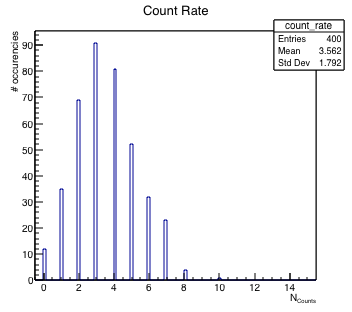 Count Rate
count_rate
Entries 400
Mean 3.562
Std Dev 1.792
# occurencies
90
80
70
60
50
40
30
20
10
0
0 2 4 6 8 10 12 14
N_Counts